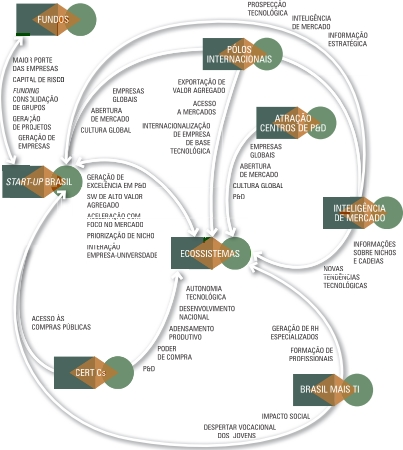 PROSPECÇÃO
TECNOLÓGICA
INTELIGÊNCIA
DE MERCADO
INFORMAÇÃO
ESTRATÉGICA
FUNDOS
PÓLOS
INTERNACIONAIS
MAIOR PORTE
DAS EMPRESAS
CAPITAL DE RISCO
FUNDING
CONSOLIDAÇÃO
DE GRUPOS
GERAÇÃO
DE PROJETOS
GERAÇÃO DE
EMPRESAS
EMPRESAS
GLOBAIS
ABERTURA
DE MERCADO
CULTURA GLOBAL
EXPORTAÇÃO DE
VALOR AGREGADO
ACESSO
A MERCADOS
INTERNACIONALIZAÇÃO
DE EMPRESA
DE BASE
TECNOLÓGICA
ATRAÇÃO
CENTROS DE P&D
EMPRESAS
GLOBAIS
ABERTURA
DE MERCADO
CULTURA GLOBAL
P&D
START-UP BRASIL
GERAÇÃO DE
EXCELÊNCIA EM P&D
SW DE ALTO VALOR
AGREGADO
ACELERAÇÃO COM
FOCO NO MERCADO
PRIORIZAÇÃO DE NICHO
INTERAÇÃO
EMPRESA-UNIVERSDADE
INTELIGÊNCIA
DE MERCADO
ECOSSISTEMAS
INFORMAÇÕES
SOBRE NICHOS
E CADEIAS
NOVAS
TENDÊNCIAS
TECNOLÓGICAS
AUTONOMIA
TECNOLÓGICA
DESENVOLVIMENTO
NACIONAL
ADENSAMENTO
PRODUTIVO
PODER
DE COMPRA
P&D
ACESSO ÀS
COMPRAS PÚBLICAS
GERAÇÃO DE RH
ESPECIALIZADOS
FORMAÇÃO DE
PROFISSIONAIS
CERT Cs
BRASIL MAIS TI
IMPACTO SOCIAL
DESPERTAR VOCACIONAL
DOS JOVENS